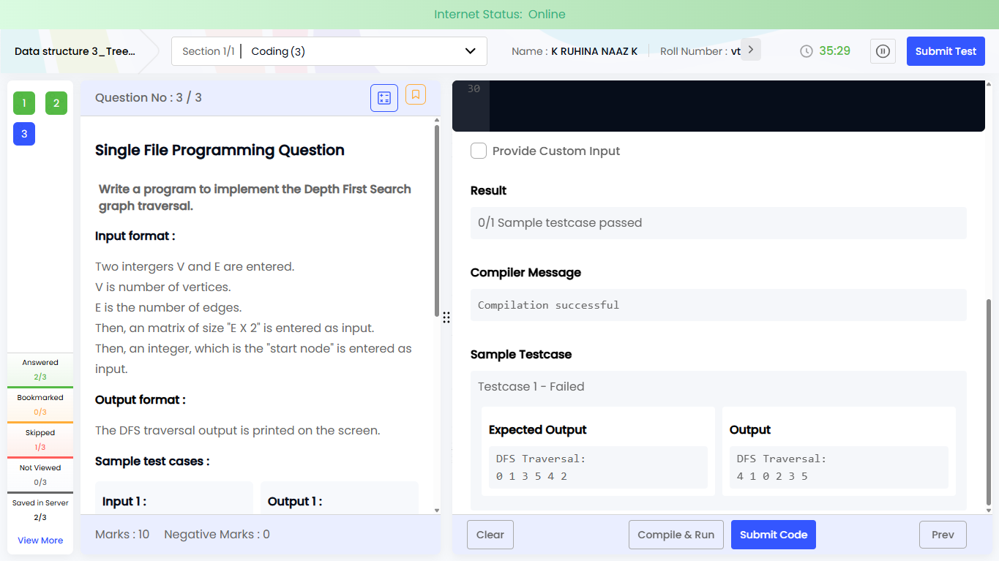 Internet Status: Online
Data structure 3_Tree...
Section 1/1 | Coding (3)
Name : K RUHINA NAAZ K
Roll Number : vt
35:29
Submit Test
1
2
3
Answered
2/3
Bookmarked
0/3
Skipped
1/3
Not Viewed
0/3
Saved in Server
2/3
View More
Question No : 3 / 3
Single File Programming Question
Write a program to implement the Depth First Search
graph traversal.
Input format :
Two intergers V and E are entered.
V is number of vertices.
E is the number of edges.
Then, an matrix of size "E X 2" is entered as input.
Then, an integer, which is the "start node" is entered as
input.
Output format :
The DFS traversal output is printed on the screen.
Sample test cases :
Input 1 :
Output 1 :
Marks : 10
Negative Marks : 0
30
Provide Custom Input
Result
0/1 Sample testcase passed
Compiler Message
Compilation successful
Sample Testcase
Testcase 1 - Failed
Expected Output
DFS Traversal:
0 1 3 5 4 2
Output
DFS Traversal:
4 1 0 2 3 5
Clear
Compile & Run
Submit Code
Prev